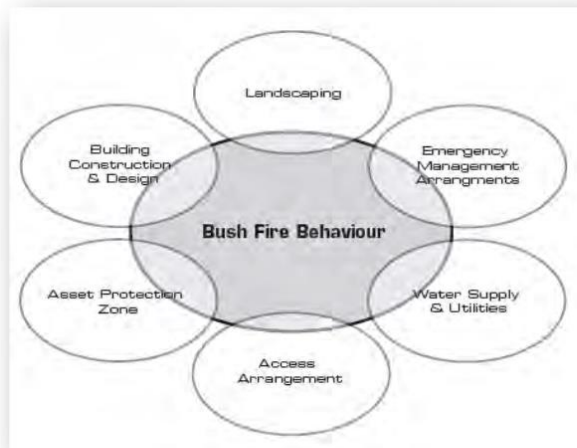 Landscaping
Building
Construction
& Design
Emergency
Management
Arrangments
Bush Fire Behaviour
Asset Protection
Zone
Water Supply
& Utilities
Access
Arrangement